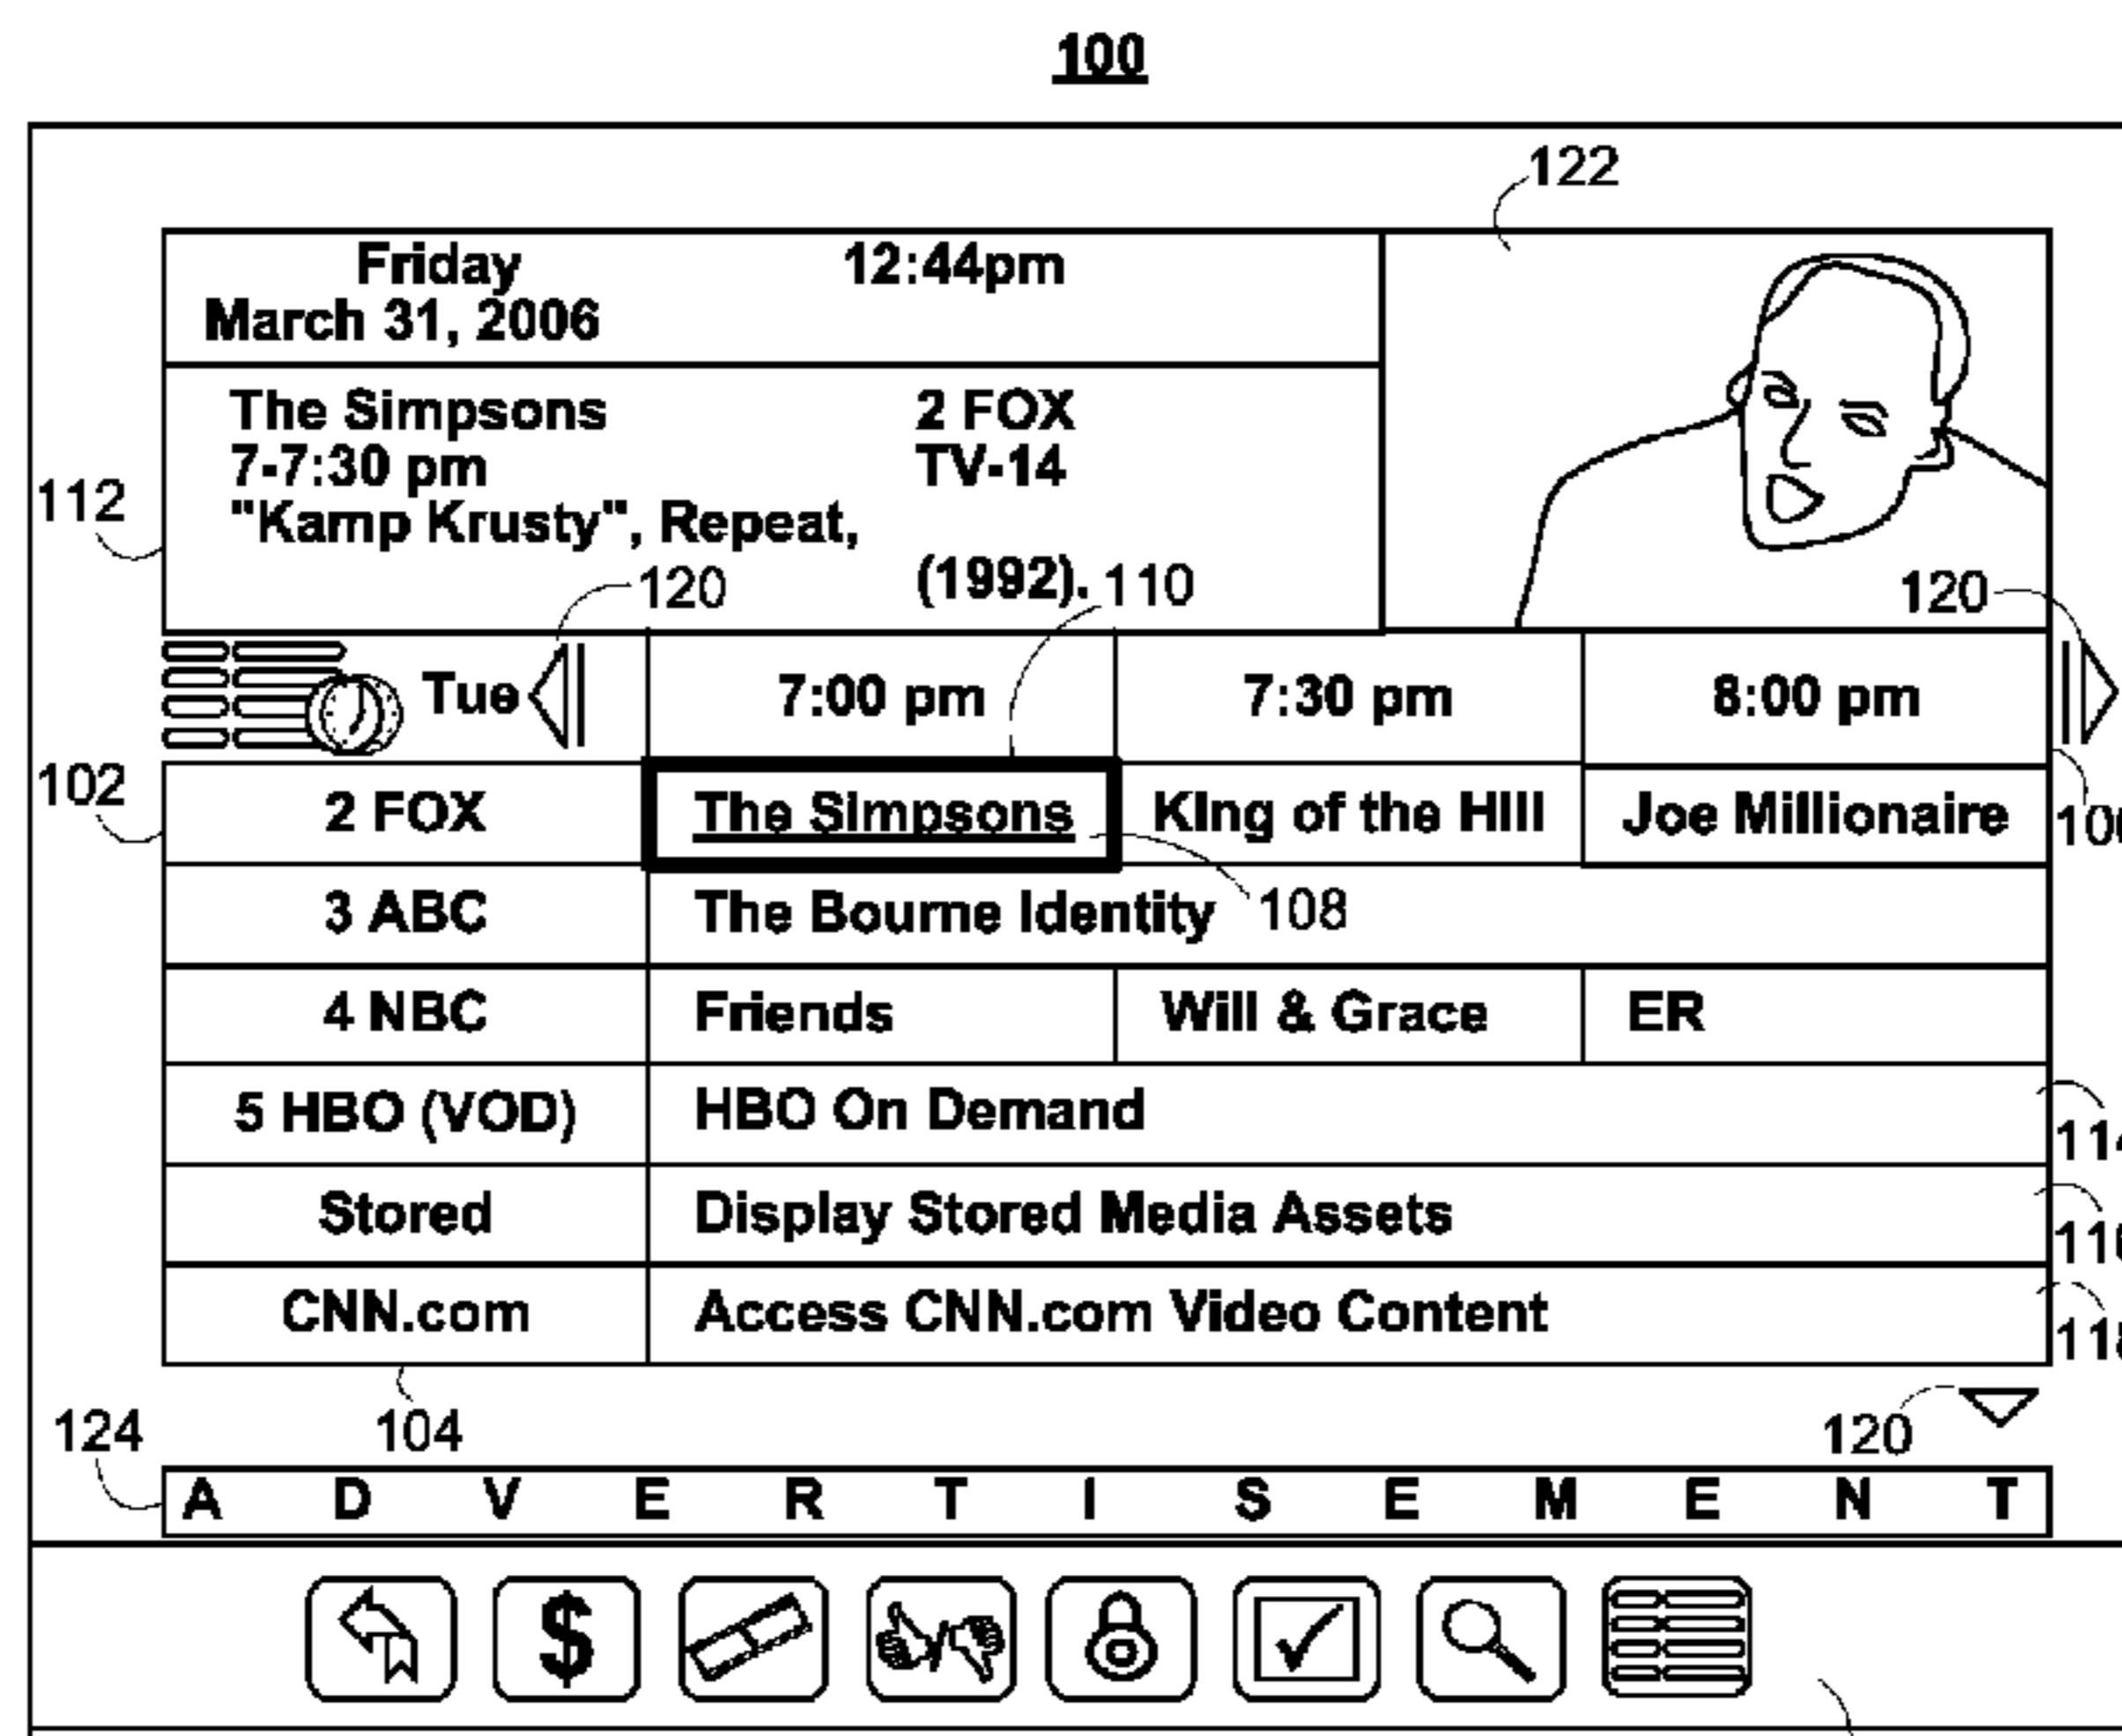 100
122
Friday 12:44pm
March 31, 2006
The Simpsons 2 FOX
7-7:30 pm TV-14
112
"Kamp Krusty", Repeat,
(1992). 110
120 120
Tue 7:00 pm 7:30 pm 8:00 pm
102
2 FOX The Simpsons King of the Hill Joe Millionaire
3 ABC The Bourne Identity 108
4 NBC Friends Will & Grace ER
5 HBO (VOD) HBO On Demand
114
Stored Display Stored Media Assets
CNN.com Access CNN.com Video Content
124 104 120
A D V E R T I S E M E N T
$